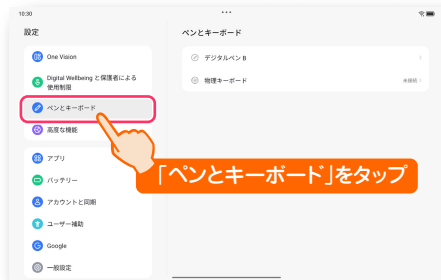 10:30
設定
ペンとキーボード
One Vision
デジタルペン B
Digital Wellbeing と保護者による
使用制限
物理キーボード
未接続
ペンとキーボード
高度な機能
アプリ
「ペンとキーボード」をタップ
バッテリー
アカウントと同期
ユーザー補助
Google
一般設定